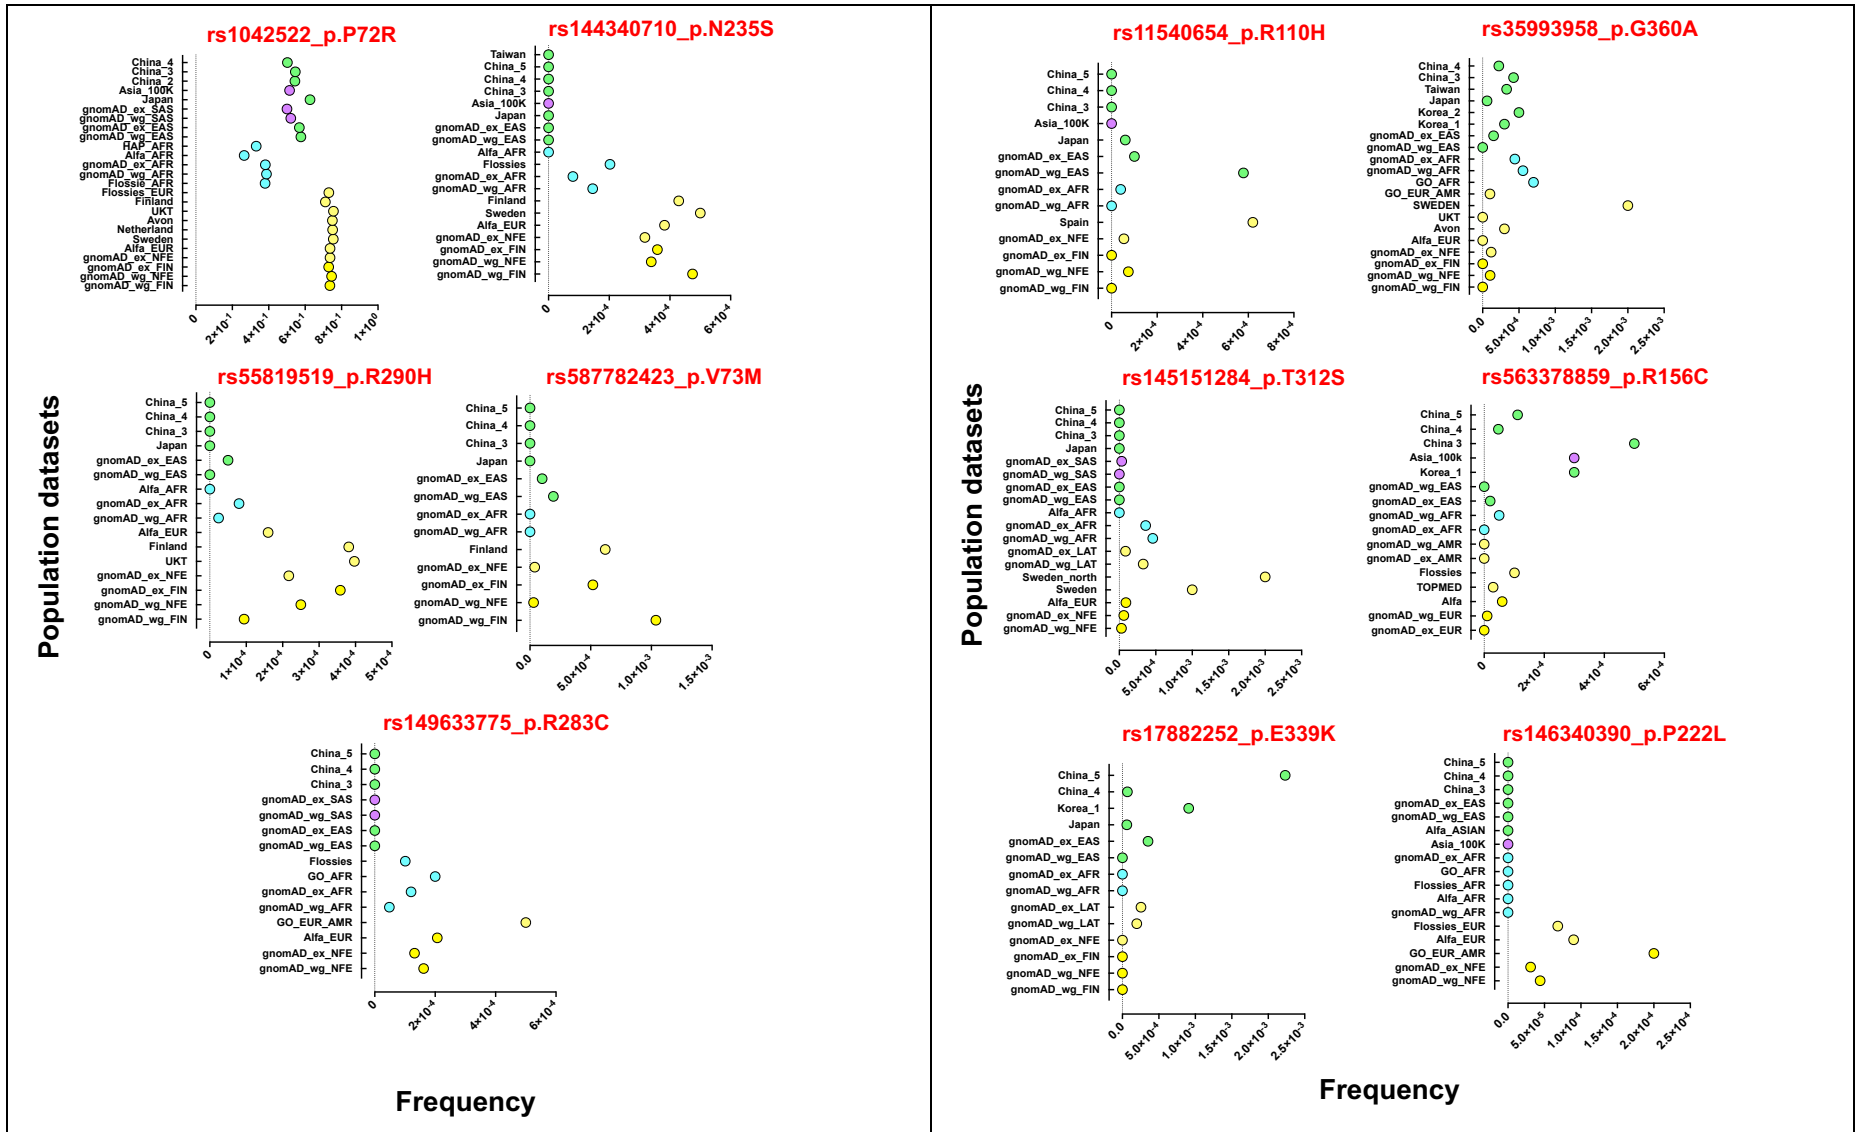 rs1042522_p.P72R
China_4
China_3
China_2
Asia_100K
Japan
gnomAD_ex_SAS
gnomAD_wg_SAS
gnomAD_ex_EAS
gnomAD_wg_EAS
HAP_AFR
Alfa_AFR
gnomAD_ex_AFR
gnomAD_wg_AFR
Flossie_AFR
Flossies_EUR
Finland
UKT
Avon
Netherland
Sweden
Alfa_EUR
gnomAD_ex_NFE
gnomAD_ex_FIN
gnomAD_wg_NFE
gnomAD_wg_FIN
0
2×10⁻¹
4×10⁻¹
6×10⁻¹
8×10⁻¹
1×10⁰
rs144340710_p.N235S
Taiwan
China_5
China_4
China_3
Asia_100K
Japan
gnomAD_ex_EAS
gnomAD_wg_EAS
Alfa_AFR
Flossies
gnomAD_ex_AFR
gnomAD_wg_AFR
Finland
Sweden
Alfa_EUR
gnomAD_ex_NFE
gnomAD_ex_FIN
gnomAD_wg_NFE
gnomAD_wg_FIN
0
2×10⁻⁴
4×10⁻⁴
6×10⁻⁴
Population datasets
rs55819519_p.R290H
China_5
China_4
China_3
Japan
gnomAD_ex_EAS
gnomAD_wg_EAS
Alfa_AFR
gnomAD_ex_AFR
gnomAD_wg_AFR
Alfa_EUR
Finland
UKT
gnomAD_ex_NFE
gnomAD_ex_FIN
gnomAD_wg_NFE
gnomAD_wg_FIN
0
1×10⁻⁴
2×10⁻⁴
3×10⁻⁴
4×10⁻⁴
5×10⁻⁴
rs587782423_p.V73M
China_5
China_4
China_3
Japan
gnomAD_ex_EAS
gnomAD_wg_EAS
gnomAD_ex_AFR
gnomAD_wg_AFR
Finland
gnomAD_ex_NFE
gnomAD_ex_FIN
gnomAD_wg_NFE
gnomAD_wg_FIN
0.0
5.0×10⁻⁴
1.0×10⁻³
1.5×10⁻³
rs149633775_p.R283C
China_5
China_4
China_3
gnomAD_ex_SAS
gnomAD_wg_SAS
gnomAD_ex_EAS
gnomAD_wg_EAS
Flossies
GO_AFR
gnomAD_ex_AFR
gnomAD_wg_AFR
GO_EUR_AMR
Alfa_EUR
gnomAD_ex_NFE
gnomAD_wg_NFE
0
2×10⁻⁴
4×10⁻⁴
6×10⁻⁴
Frequency
rs11540654_p.R110H
China_5
China_4
China_3
Asia_100K
Japan
gnomAD_ex_EAS
gnomAD_wg_EAS
gnomAD_ex_AFR
gnomAD_wg_AFR
Spain
gnomAD_ex_NFE
gnomAD_ex_FIN
gnomAD_wg_NFE
gnomAD_wg_FIN
0
2×10⁻⁴
4×10⁻⁴
6×10⁻⁴
8×10⁻⁴
rs35993958_p.G360A
China_4
China_3
Taiwan
Japan
Korea_2
Korea_1
gnomAD_ex_EAS
gnomAD_wg_EAS
gnomAD_ex_AFR
gnomAD_wg_AFR
GO_AFR
GO_EUR_AMR
SWEDEN
UKT
Avon
Alfa_EUR
gnomAD_ex_NFE
gnomAD_ex_FIN
gnomAD_wg_NFE
gnomAD_wg_FIN
0.0
5.0×10⁻⁴
1.0×10⁻³
1.5×10⁻³
2.0×10⁻³
2.5×10⁻³
Population datasets
rs145151284_p.T312S
China_5
China_4
China_3
Japan
gnomAD_ex_SAS
gnomAD_wg_SAS
gnomAD_ex_EAS
gnomAD_wg_EAS
Alfa_AFR
gnomAD_ex_AFR
gnomAD_wg_AFR
gnomAD_ex_LAT
gnomAD_wg_LAT
Sweden_north
Sweden
Alfa_EUR
gnomAD_ex_NFE
gnomAD_wg_NFE
0.0
5.0×10⁻⁴
1.0×10⁻³
1.5×10⁻³
2.0×10⁻³
2.5×10⁻³
rs563378859_p.R156C
China_5
China_4
China 3
Asia_100k
Korea_1
gnomAD_wg_EAS
gnomAD_ex_EAS
gnomAD_wg_AFR
gnomAD_ex_AFR
gnomAD_wg_AMR
gnomAD_ex_AMR
Flossies
TOPMED
Alfa
gnomAD_wg_EUR
gnomAD_ex_EUR
0
2×10⁻⁴
4×10⁻⁴
6×10⁻⁴
rs17882252_p.E339K
China_5
China_4
Korea_1
Japan
gnomAD_ex_EAS
gnomAD_wg_EAS
gnomAD_ex_AFR
gnomAD_wg_AFR
gnomAD_ex_LAT
gnomAD_wg_LAT
gnomAD_ex_NFE
gnomAD_ex_FIN
gnomAD_wg_NFE
gnomAD_wg_FIN
0.0
5.0×10⁻⁴
1.0×10⁻³
1.5×10⁻³
2.0×10⁻³
2.5×10⁻³
rs146340390_p.P222L
China_5
China_4
China_3
gnomAD_ex_EAS
gnomAD_wg_EAS
Alfa_ASIAN
Asia_100K
gnomAD_ex_AFR
GO_AFR
Flossies_AFR
Alfa_AFR
gnomAD_wg_AFR
Flossies_EUR
Alfa_EUR
GO_EUR_AMR
gnomAD_ex_NFE
gnomAD_wg_NFE
0.0
5.0×10⁻⁵
1.0×10⁻⁴
1.5×10⁻⁴
2.0×10⁻⁴
2.5×10⁻⁴
Frequency